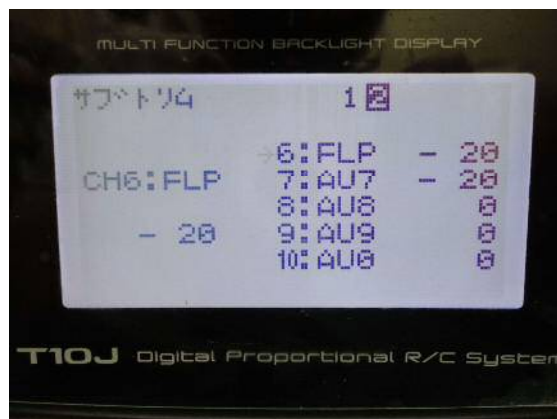 MULTI FUNCTION BACKLIGHT DISPLAY
サブトリム 1 2
→6:FLP - 20
CH6:FLP 7:AU7 - 20
8:AU8 0
- 20 9:AU9 0
10:AU0 0
T10J Digital Proportional R/C System